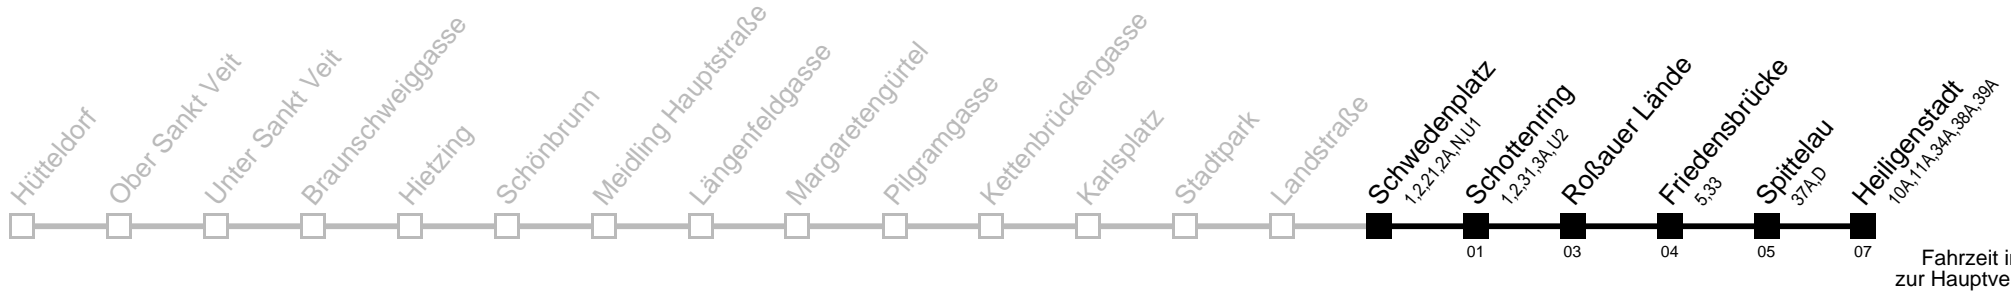 Hütteldorf
Ober Sankt Veit
Unter Sankt Veit
Braunschweiggasse
Hietzing
Schönbrunn
Meidling Hauptstraße
Längenfeldgasse
Margaretengürtel
Pilgramgasse
Kettenbrückengasse
Karlsplatz
Stadtpark
Landstraße
Schwedenplatz
1,2,21,2A,N,U1
Schottenring
1,2,31,3A,U2
Roßauer Lände
Friedensbrücke
5,33
Spittelau
37A,D
Heiligenstadt
10A,11A,34A,38A,39A
01
03
04
05
07
Fahrzeit
zur